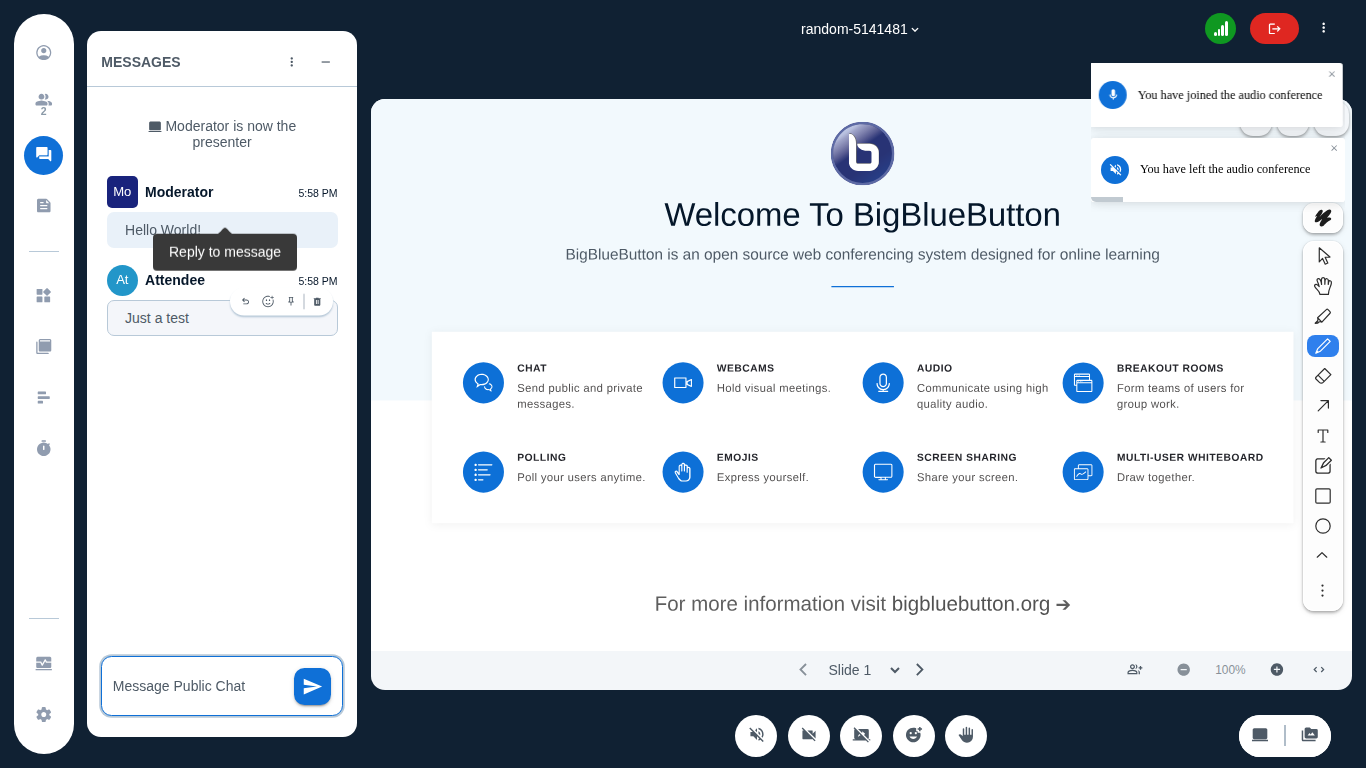 random-5141481
2
MESSAGES
Moderator is now the
presenter
Mo
Moderator
5:58 PM
Hello World!
Reply to message
At
Attendee
5:58 PM
Just a test
Message Public Chat
You have joined the audio conference
You have left the audio conference
Welcome To BigBlueButton
BigBlueButton is an open source web conferencing system designed for online learning
CHAT
Send public and private
messages.
WEBCAMS
Hold visual meetings.
AUDIO
Communicate using high
quality audio.
BREAKOUT ROOMS
Form teams of users for
group work.
POLLING
Poll your users anytime.
EMOJIS
Express yourself.
SCREEN SHARING
Share your screen.
MULTI-USER WHITEBOARD
Draw together.
For more information visit bigbluebutton.org ➔
Slide 1
100%